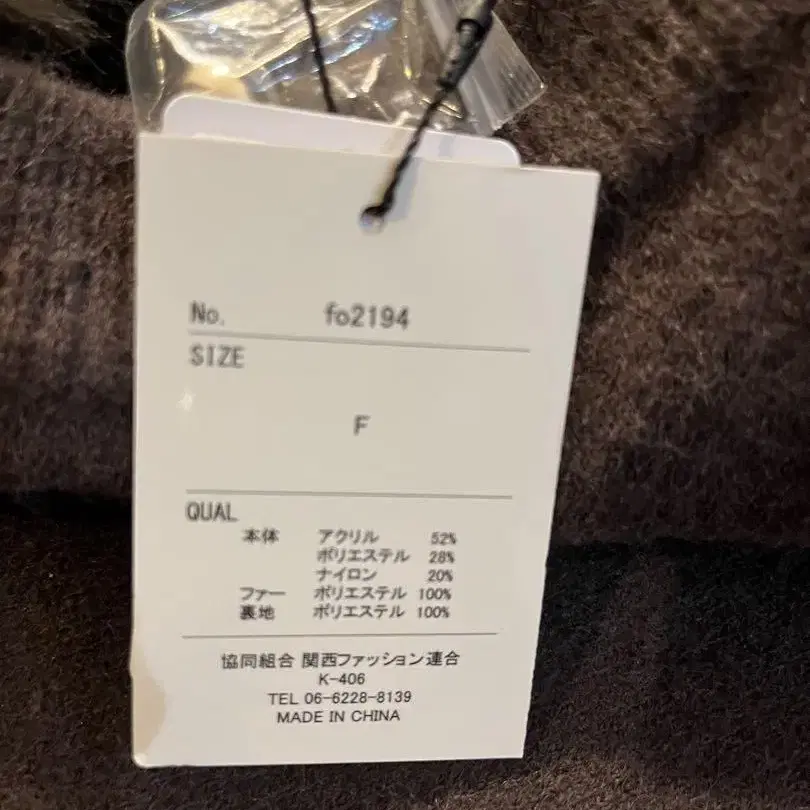 No. fo2194
SIZE
F
QUAL
本体 アクリル 52%
ポリエステル 28%
ナイロン 20%
ファー ポリエステル 100%
裏地 ポリエステル 100%
協同組合 関西ファッション連合
K-406
TEL 06-6228-8139
MADE IN CHINA